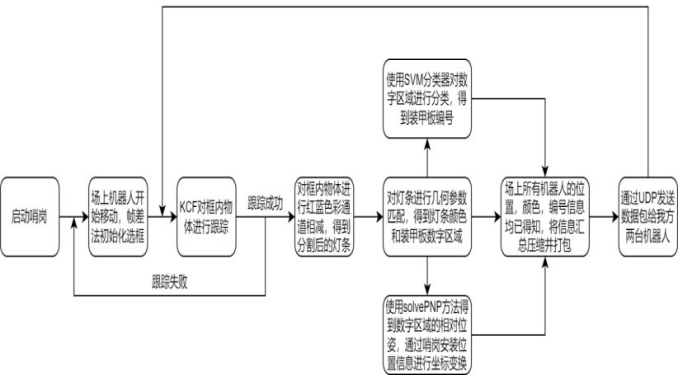 启动哨岗
场上机器人开
始移动，帧差
法初始化选框
KCF对框内物
体进行跟踪
跟踪成功
跟踪失败
对框内物体进
行红蓝色彩通
道相减，得到
分割后的灯条
使用SVM分类器对数
字区域进行分类，得
到装甲板编号
对灯条进行几何参数
匹配，得到灯条颜色
和装甲板数字区域
使用solvePNP方法得
到数字区域的相对位
姿，通过哨岗安装位
置信息进行坐标变换
场上所有机器人的位
置，颜色，编号信息
均已得知，将信息汇
总压缩并打包
通过UDP发送
数据包给我方
两台机器人